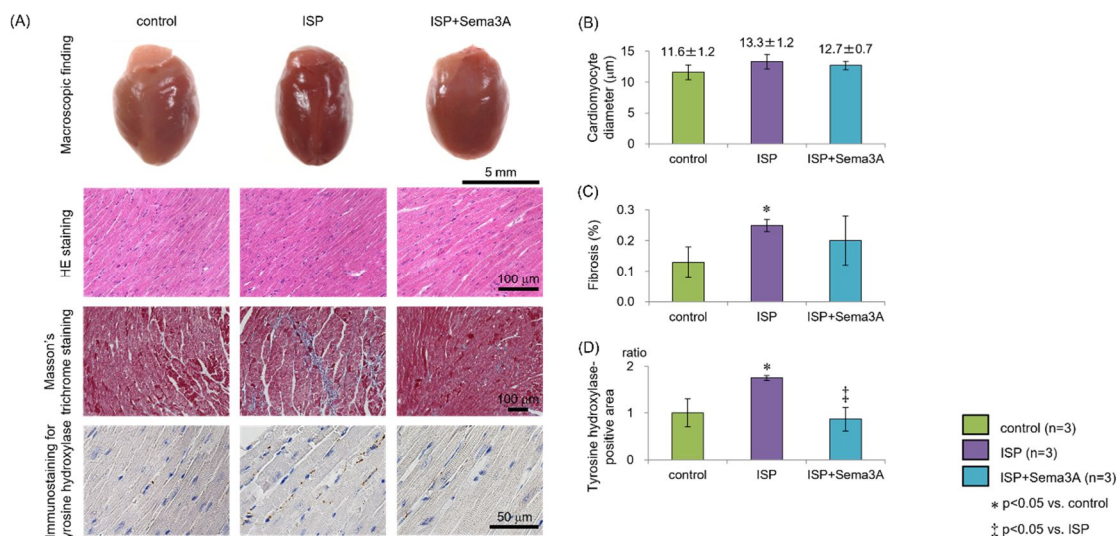 (A)
control
ISP
ISP+Sema3A
Macroscopic finding
5 mm
HE staining
100 μm
Masson's
trichrome staining
100 μm
Immunostaining for
tyrosine hydroxylase
50 μm
(B)
Cardiomyocyte
diameter (μm)
15
10
5
0
11.6±1.2
13.3±1.2
12.7±0.7
control
ISP
ISP+Sema3A
(C)
Fibrosis (%)
0.3
0.2
0.1
0.0
*
control
ISP
ISP+Sema3A
(D)
Tyrosine hydroxylase-
positive area
ratio
2
1
0
*
‡
control
ISP
ISP+Sema3A
control (n=3)
ISP (n=3)
ISP+Sema3A (n=3)
* p<0.05 vs. control
‡ p<0.05 vs. ISP